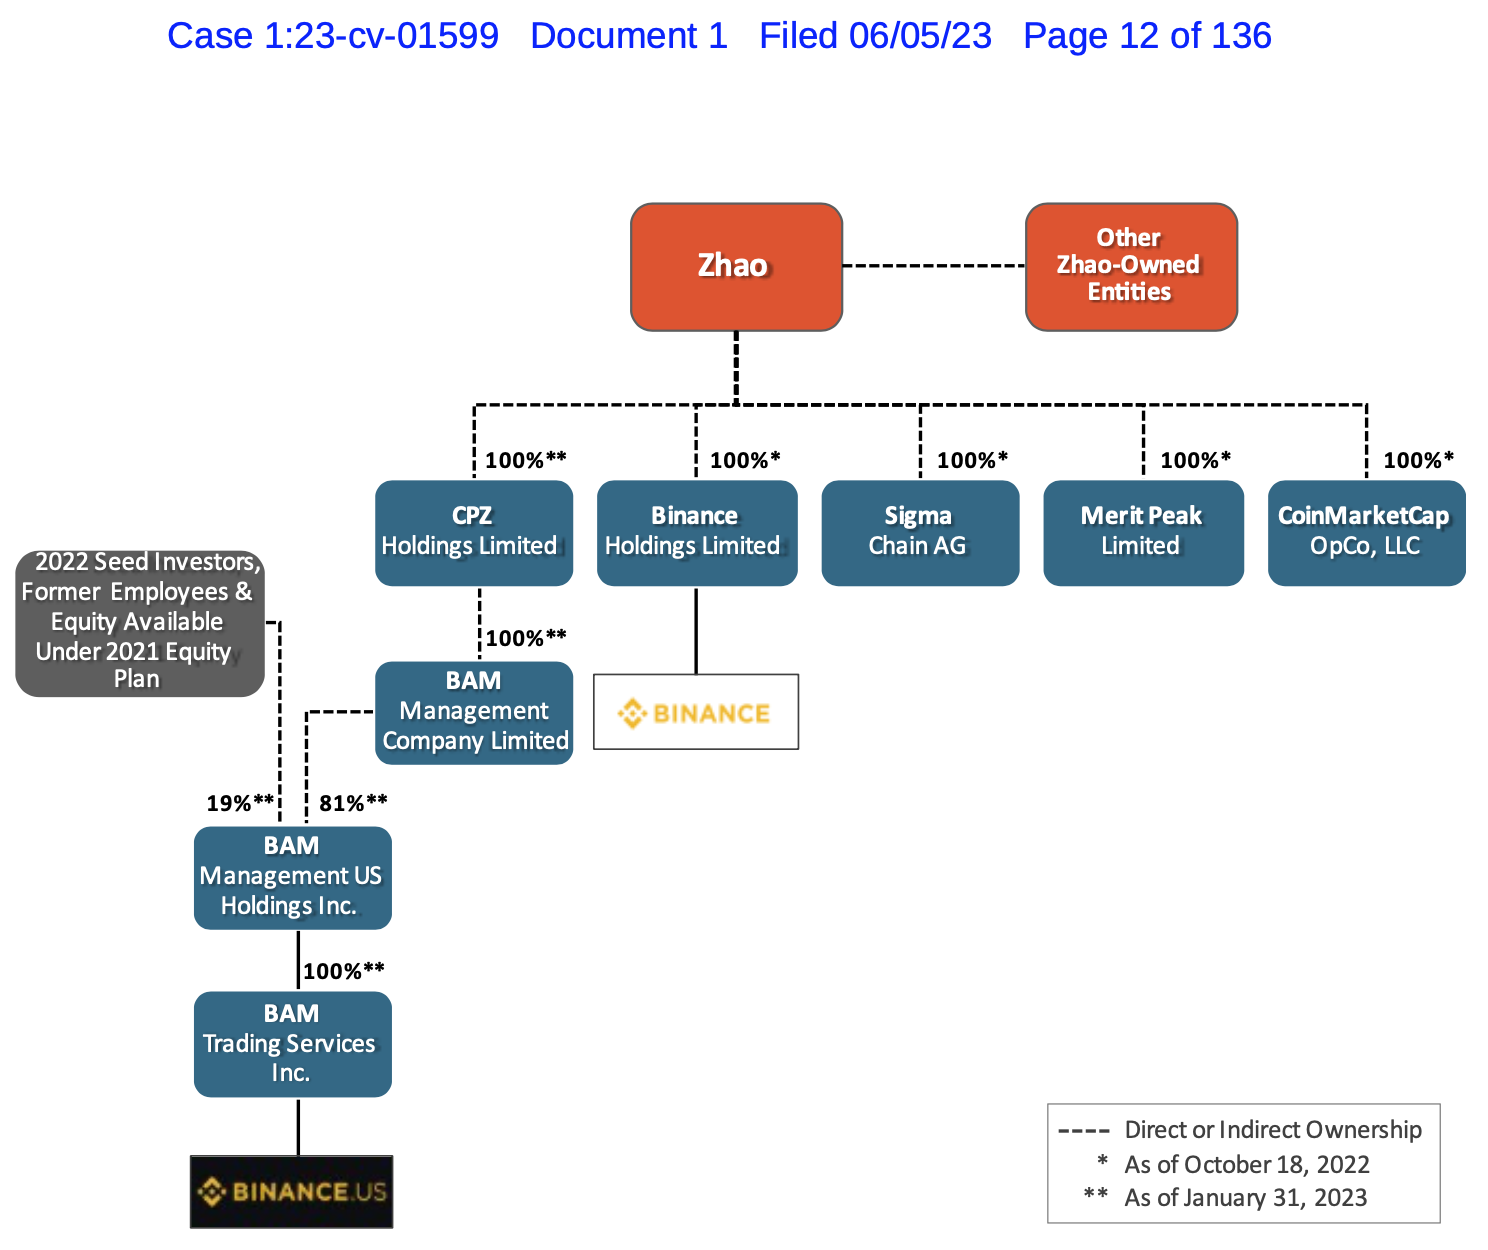 Case 1:23-cv-01599 Document 1 Filed 06/05/23 Page 12 of 136
Zhao
Other
Zhao-Owned
Entities
100%**
100%*
100%*
100%*
100%*
CPZ
Holdings Limited
Binance
Holdings Limited
Sigma
Chain AG
Merit Peak
Limited
CoinMarketCap
OpCo, LLC
2022 Seed Investors,
Former Employees &
Equity Available
Under 2021 Equity
Plan
100%**
BAM
Management
Company Limited
BINANCE
19%**
81%**
BAM
Management US
Holdings Inc.
100%**
BAM
Trading Services
Inc.
BINANCE.US
---- Direct or Indirect Ownership
* As of October 18, 2022
** As of January 31, 2023